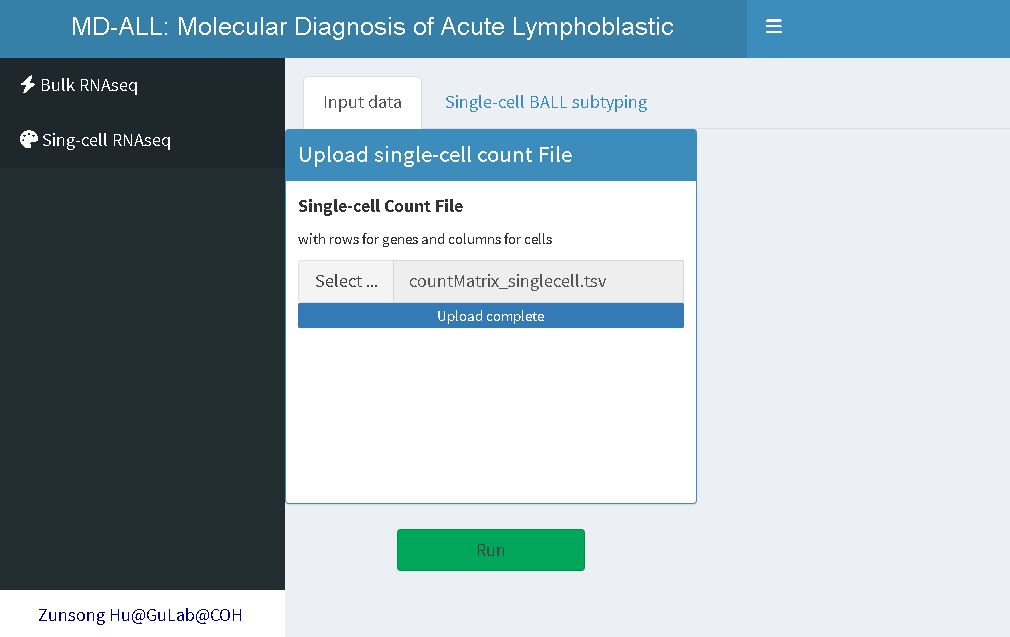 MD-ALL: Molecular Diagnosis of Acute Lymphoblastic
Bulk RNAseq
Sing-cell RNAseq
Input data
Single-cell BALL subtyping
Upload single-cell count File
Single-cell Count File
with rows for genes and columns for cells
Select ...
countMatrix_singlecell.tsv
Upload complete
Run
Zunsong Hu@GuLab@COH